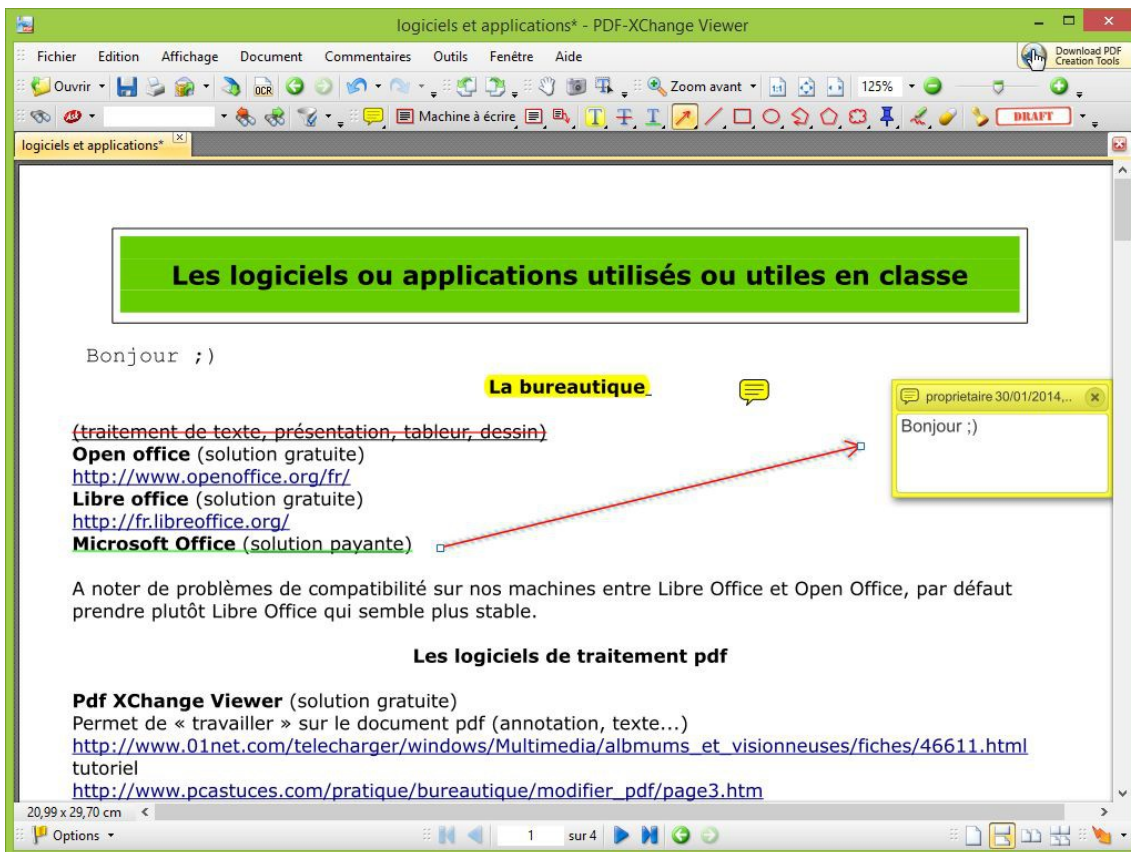 logiciels et applications* - PDF-XChange Viewer
Fichier Edition Affichage Document Commentaires Outils Fenêtre Aide
Download PDF
Creation Tools
Ouvrir OCR Zoom avant 1:1 125%
Machine à écrire T T T DRAFT
logiciels et applications*
Les logiciels ou applications utilisés ou utiles en classe
Bonjour ;)
La bureautique
proprietaire 30/01/2014,..
Bonjour ;)
(traitement de texte, présentation, tableur, dessin)
Open office (solution gratuite)
http://www.openoffice.org/fr/
Libre office (solution gratuite)
http://fr.libreoffice.org/
Microsoft Office (solution payante)
A noter de problèmes de compatibilité sur nos machines entre Libre Office et Open Office, par défaut
prendre plutôt Libre Office qui semble plus stable.
Les logiciels de traitement pdf
Pdf XChange Viewer (solution gratuite)
Permet de « travailler » sur le document pdf (annotation, texte...)
http://www.01net.com/telecharger/windows/Multimedia/albmums_et_visionneuses/fiches/46611.html
tutoriel
http://www.pcastuces.com/pratique/bureautique/modifier_pdf/page3.htm
20,99 x 29,70 cm
Options 1 sur 4